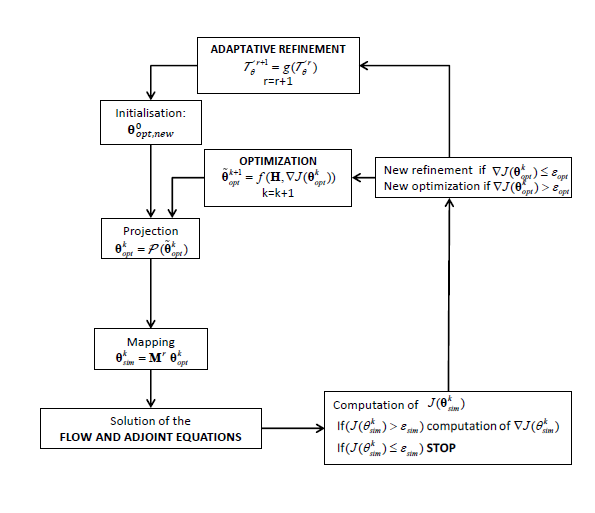 ADAPTATIVE REFINEMENT
𝒯_θ^{r+1} = g(𝒯_θ^r)
r=r+1
Initialisation:
θ^0_{opt,new}
OPTIMIZATION
θ̃^{k+1}_{opt} = f(H,∇J(θ^k_{opt}))
k=k+1
New refinement if ∇J(θ^k_{opt}) ≤ ε_{opt}
New optimization if ∇J(θ^k_{opt}) > ε_{opt}
Projection
θ^k_{opt} = 𝒫(θ̃^k_{opt})
Mapping
θ^k_{sim} = M^r θ^k_{opt}
Solution of the
FLOW AND ADJOINT EQUATIONS
Computation of J(θ^k_{sim})
If(J(θ^k_{sim}) > ε_{sim}) computation of ∇J(θ^k_{sim})
If(J(θ^k_{sim}) ≤ ε_{sim}) STOP